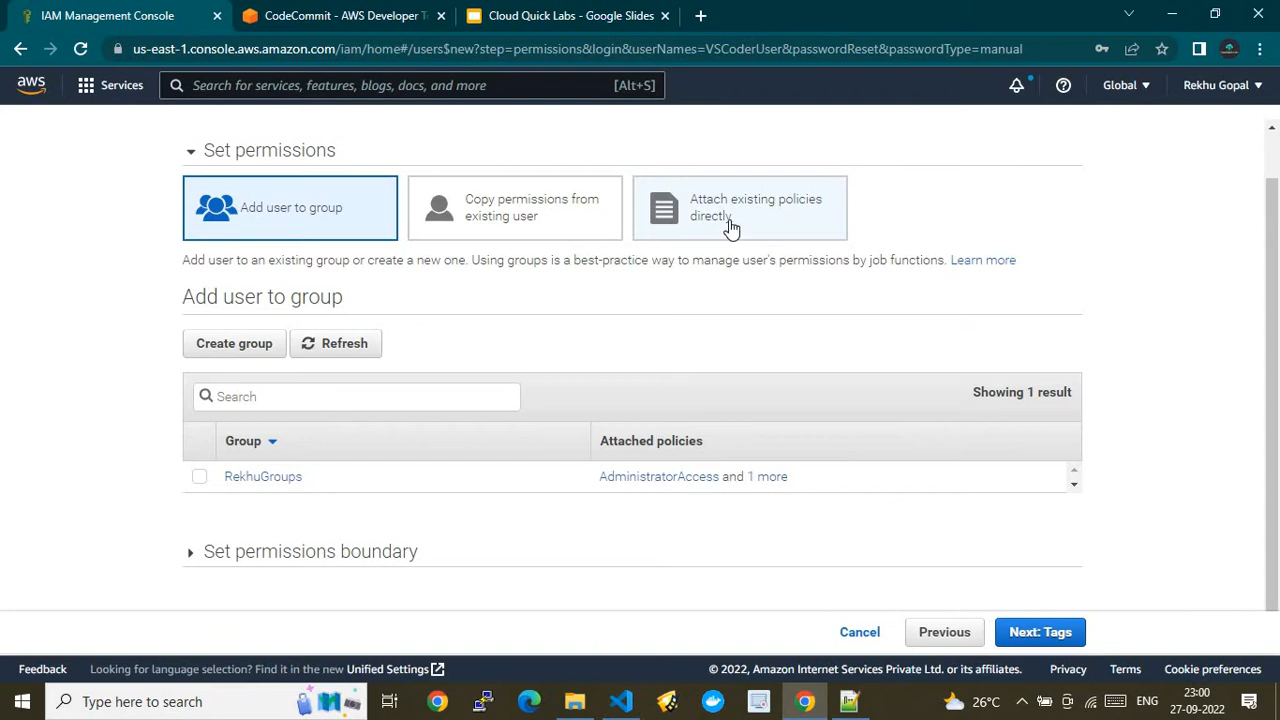 IAM Management Console
CodeCommit - AWS Developer T
Cloud Quick Labs - Google Slides
us-east-1.console.aws.amazon.com/iam/home#/users$new?step=permissions&login&userNames=VSCoderUser&passwordReset&passwordType=manual
aws
Services
Search for services, features, blogs, docs, and more
[Alt+S]
Global
Rekhu Gopal
Set permissions
Add user to group
Copy permissions from
existing user
Attach existing policies
directly
Add user to an existing group or create a new one. Using groups is a best-practice way to manage user's permissions by job functions. Learn more
Add user to group
Create group
Refresh
Search
Showing 1 result
Group
Attached policies
RekhuGroups
AdministratorAccess and 1 more
Set permissions boundary
Cancel
Previous
Next: Tags
Feedback
Looking for language selection? Find it in the new Unified Settings
© 2022, Amazon Internet Services Private Ltd. or its affiliates.
Privacy
Terms
Cookie preferences
Type here to search
26°C
ENG
23:00
27-09-2022